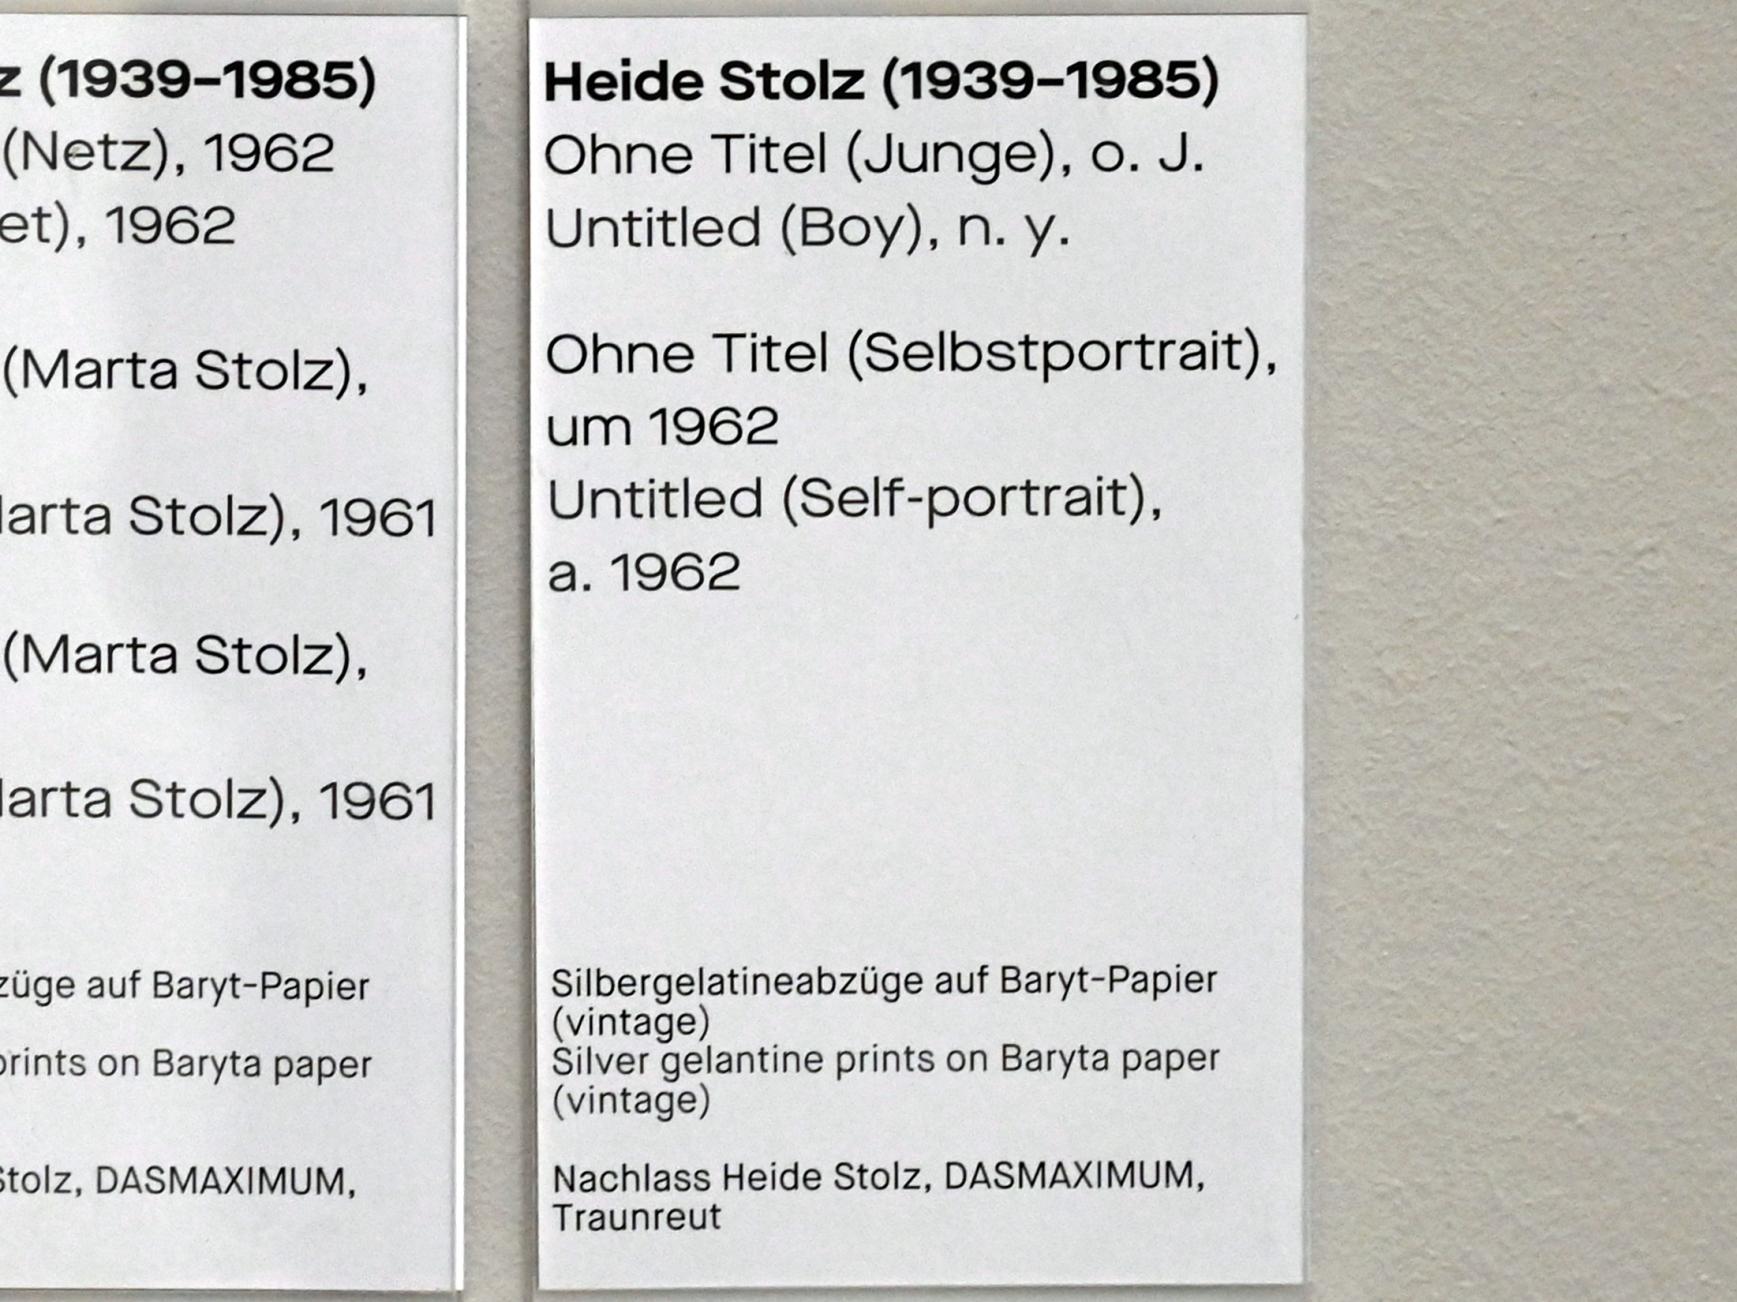 z (1939–1985)
(Netz), 1962
et), 1962
(Marta Stolz),
arta Stolz), 1961
(Marta Stolz),
arta Stolz), 1961
züge auf Baryt-Papier
prints on Baryta paper
Stolz, DASMAXIMUM,
Heide Stolz (1939–1985)
Ohne Titel (Junge), o. J.
Untitled (Boy), n. y.
Ohne Titel (Selbstportrait),
um 1962
Untitled (Self-portrait),
a. 1962
Silbergelatineabzüge auf Baryt-Papier
(vintage)
Silver gelantine prints on Baryta paper
(vintage)
Nachlass Heide Stolz, DASMAXIMUM,
Traunreut